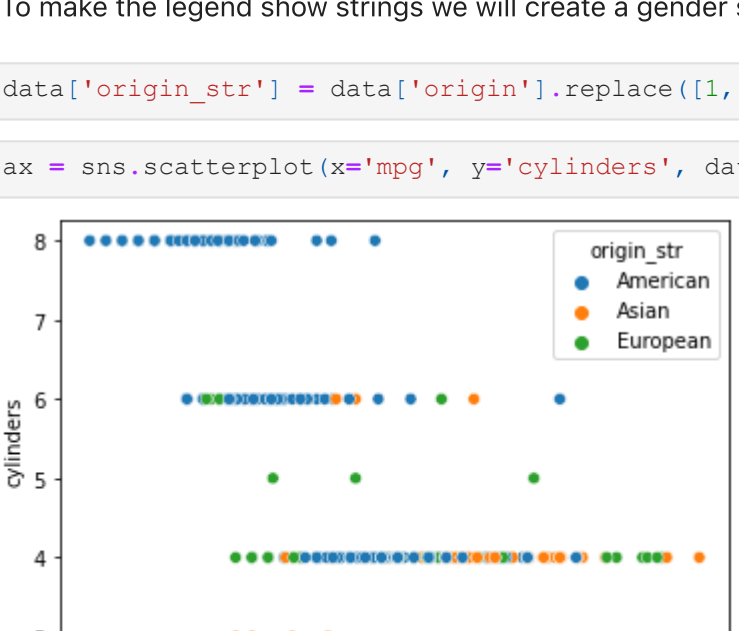 To make the legend show strings we will create a gender
data['origin_str'] = data['origin'].replace([1,
ax = sns.scatterplot(x='mpg', y='cylinders',
8
origin_str
American
Asian
European
7
6
cylinders
5
4